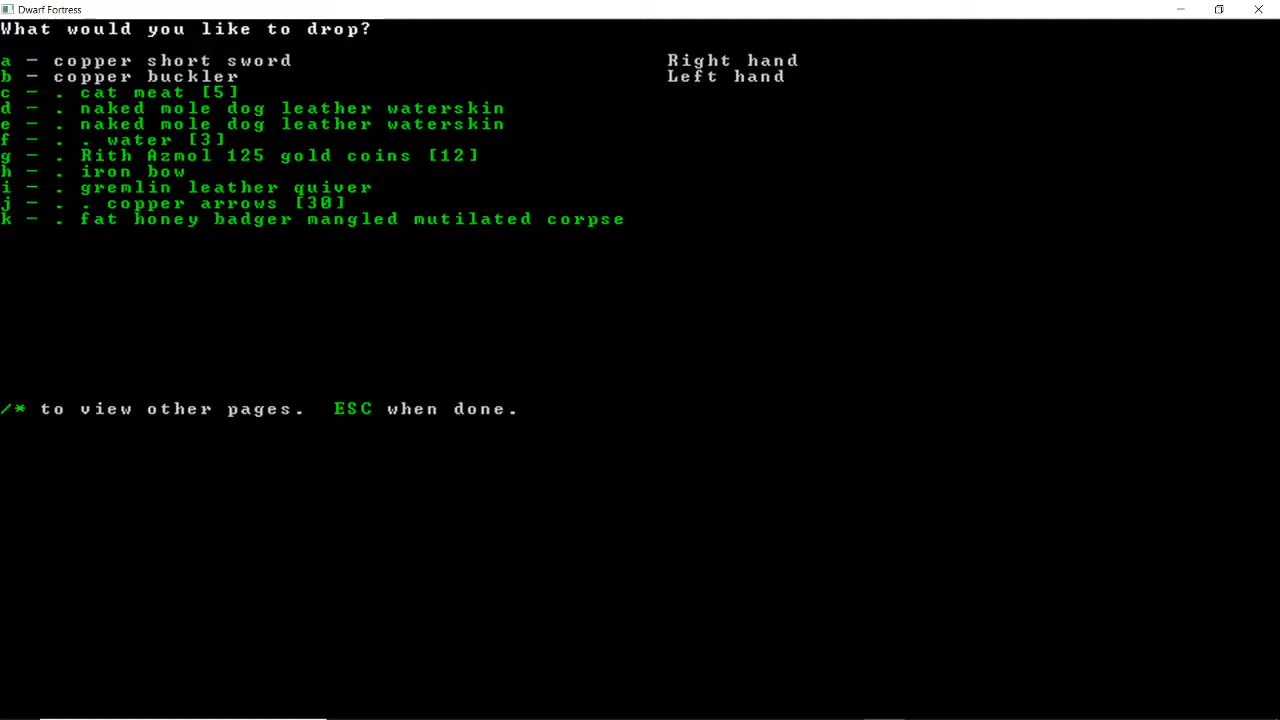 Dwarf Fortress
What would you like to drop?
a - copper short sword Right hand
b - copper buckler Left hand
c - . cat meat [5]
d - . naked mole dog leather waterskin
e - . naked mole dog leather waterskin
f - . . water [3]
g - . Rith Azmol 125 gold coins [12]
h - . iron bow
i - . gremlin leather quiver
j - . . copper arrows [30]
k - . fat honey badger mangled mutilated corpse
/* to view other pages. ESC when done.